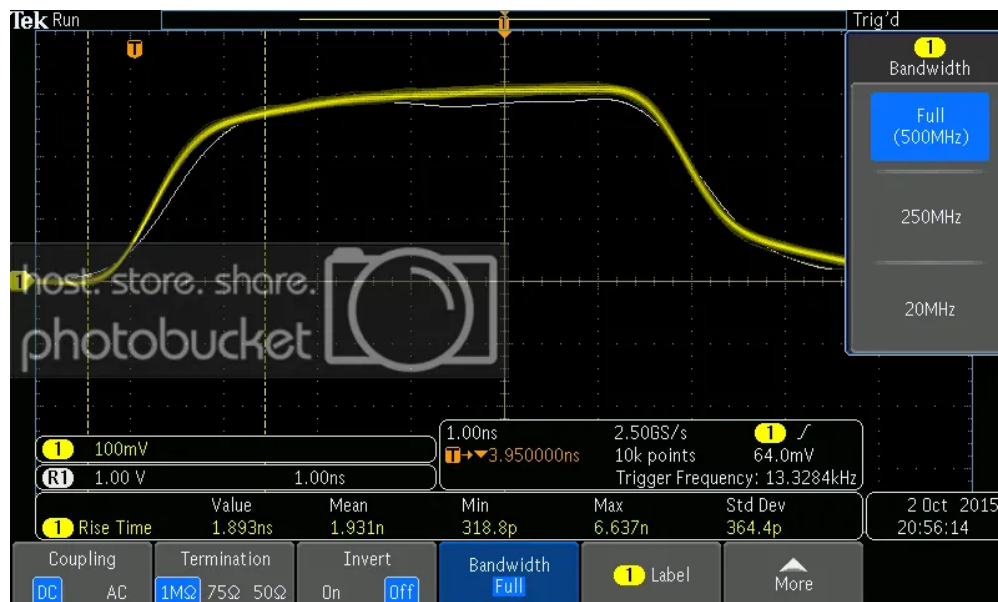 Tek Run
T
Trig'd
T
1
Bandwidth
Full
(500MHz)
250MHz
20MHz
1
host. store. share.
photobucket
1 100mV
R1 1.00 V 1.00ns
1.00ns 2.50GS/s 1
T→▼3.950000ns 10k points 64.0mV
Trigger Frequency: 13.3284kHz
Value Mean Min Max Std Dev
1 Rise Time 1.893ns 1.931n 318.8p 6.637n 364.4p
2 Oct 2015
20:56:14
Coupling
DC AC
Termination
1MΩ 75Ω 50Ω
Invert
On Off
Bandwidth
Full
1 Label
More